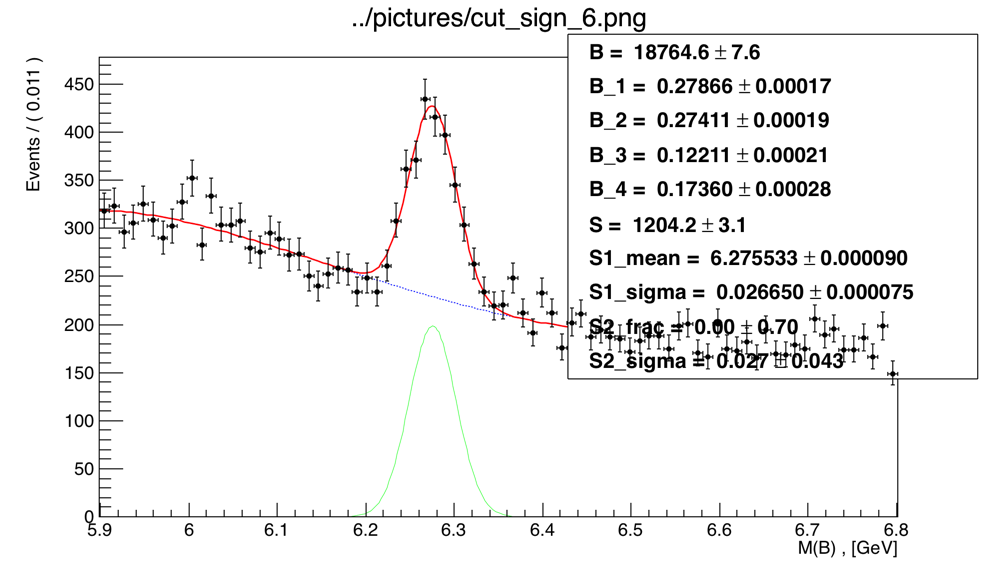 ../pictures/cut_sign_6.png
B = 18764.6 ± 7.6
B_1 = 0.27866 ± 0.00017
B_2 = 0.27411 ± 0.00019
B_3 = 0.12211 ± 0.00021
B_4 = 0.17360 ± 0.00028
S = 1204.2 ± 3.1
S1_mean = 6.275533 ± 0.000090
S1_sigma = 0.026650 ± 0.000075
S2_frac = 0.00 ± 0.70
S2_sigma = 0.027 ± 0.043
Events / ( 0.011 )
450
400
350
300
250
200
150
100
50
0
5.9 6 6.1 6.2 6.3 6.4 6.5 6.6 6.7 6.8
M(B) , [GeV]